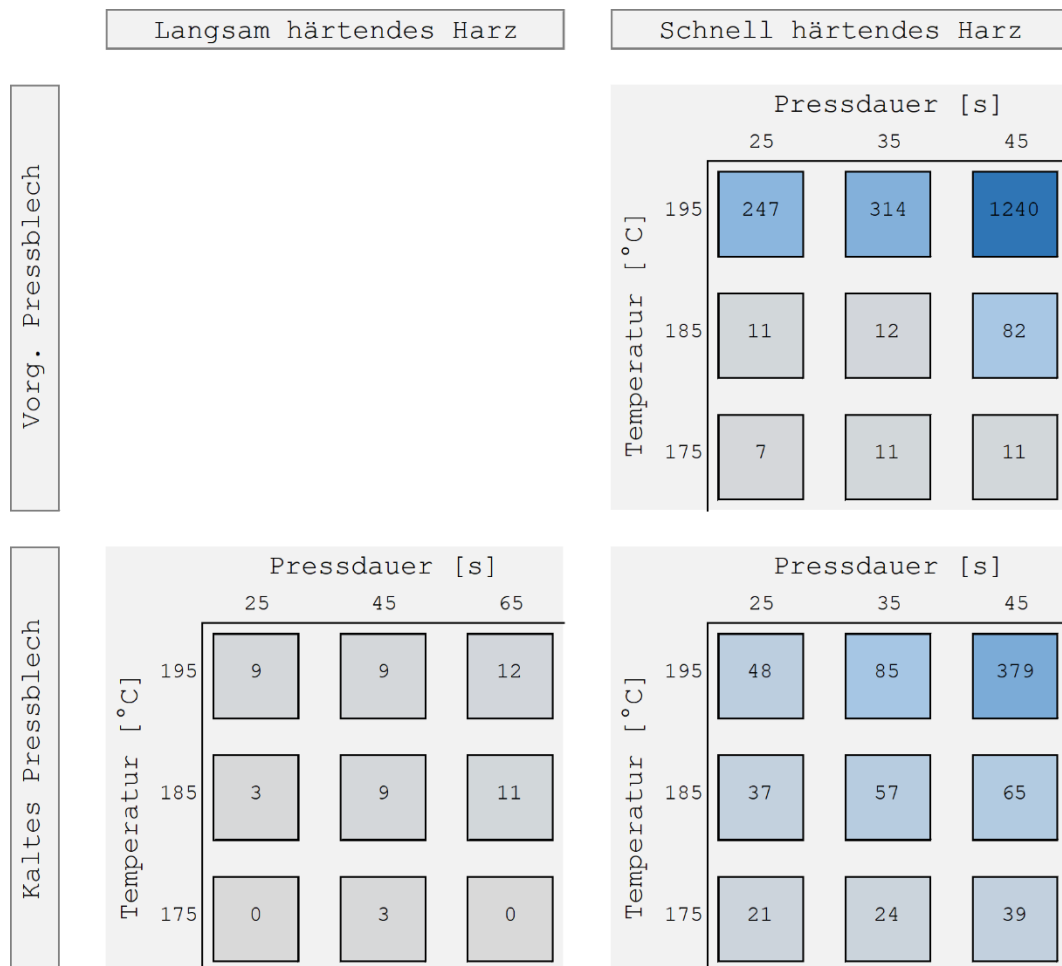 Langsam härtendes Harz
Schnell härtendes Harz
Vorg. Pressblech
Pressdauer [s]
25 35 45
Temperatur [°C]
195 247 314 1240
185 11 12 82
175 7 11 11
Kaltes Pressblech
Pressdauer [s]
25 45 65
Temperatur [°C]
195 9 9 12
185 3 9 11
175 0 3 0
Pressdauer [s]
25 35 45
Temperatur [°C]
195 48 85 379
185 37 57 65
175 21 24 39